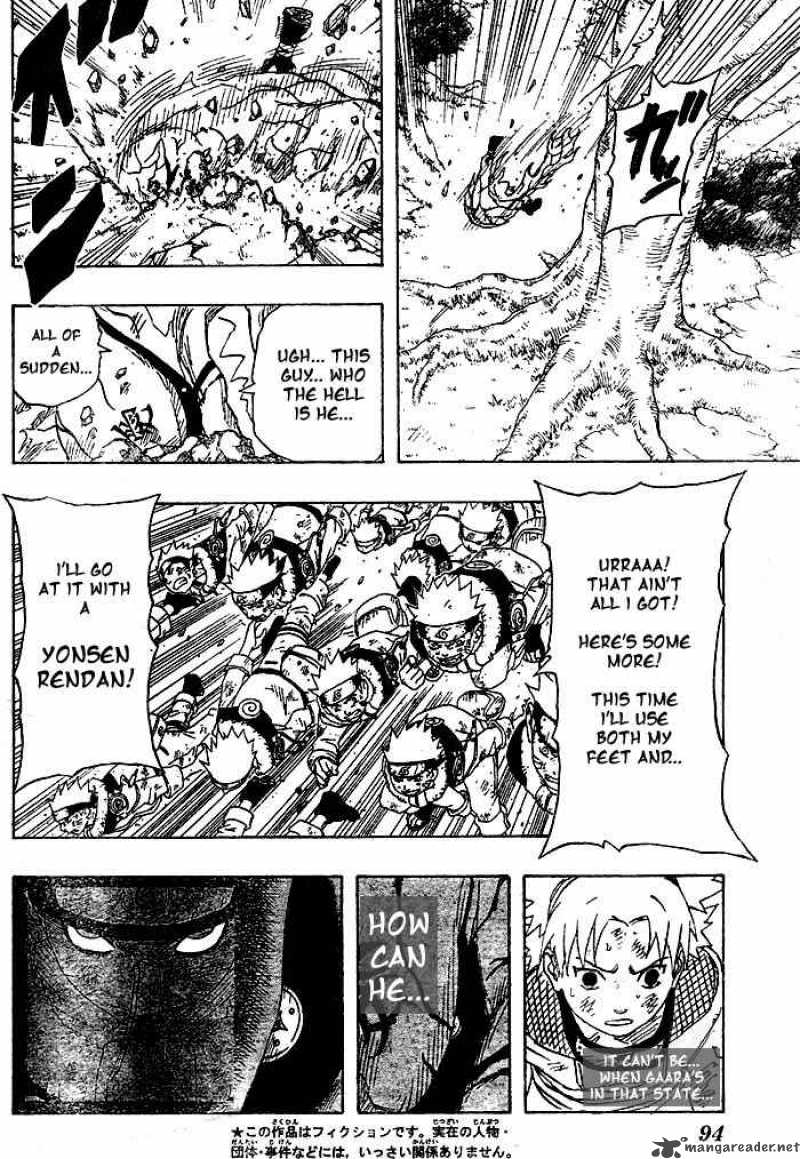 ガッ
UGH... THIS
GUY... WHO
THE HELL
IS HE...
ALL OF
A
SUDDEN...
URRAAA!
THAT AIN'T
ALL I GOT!
HERE'S SOME
MORE!
THIS TIME
I'LL USE
BOTH MY
FEET AND...
I'LL GO
AT IT WITH
A
YONSEN
RENDAN!
IT CAN'T BE...
WHEN GAARA'S
IN THAT STATE...
HOW
CAN
HE...
★この作品はフィクションです。実在の人物・
団体・事件などには、いっさい関係ありません。
94
mangareader.net